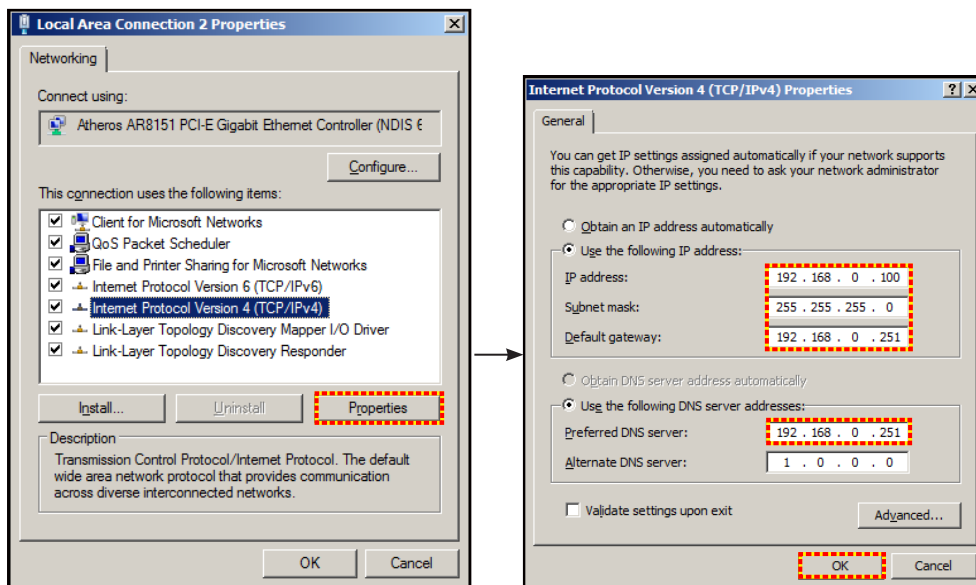 Local Area Connection 2 Properties
Networking
Connect using:
Atheros AR8151 PCI-E Gigabit Ethernet Controller (NDIS 6
Configure...
This connection uses the following items:
Client for Microsoft Networks
QoS Packet Scheduler
File and Printer Sharing for Microsoft Networks
Internet Protocol Version 6 (TCP/IPv6)
Internet Protocol Version 4 (TCP/IPv4)
Link-Layer Topology Discovery Mapper I/O Driver
Link-Layer Topology Discovery Responder
Install...
Uninstall
Properties
Description
Transmission Control Protocol/Internet Protocol. The default
wide area network protocol that provides communication
across diverse interconnected networks.
OK
Cancel
Internet Protocol Version 4 (TCP/IPv4) Properties
General
You can get IP settings assigned automatically if your network supports
this capability. Otherwise, you need to ask your network administrator
for the appropriate IP settings.
Obtain an IP address automatically
Use the following IP address:
IP address: 192 . 168 . 0 . 100
Subnet mask: 255 . 255 . 255 . 0
Default gateway: 192 . 168 . 0 . 251
Obtain DNS server address automatically
Use the following DNS server addresses:
Preferred DNS server: 192 . 168 . 0 . 251
Alternate DNS server: 1 . 0 . 0 . 0
Validate settings upon exit
Advanced...
OK
Cancel